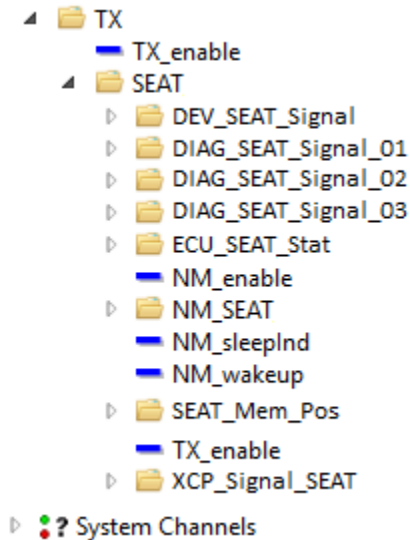 TX
TX_enable
SEAT
DEV_SEAT_Signal
DIAG_SEAT_Signal_01
DIAG_SEAT_Signal_02
DIAG_SEAT_Signal_03
ECU_SEAT_Stat
NM_enable
NM_SEAT
NM_sleepInd
NM_wakeup
SEAT_Mem_Pos
TX_enable
XCP_Signal_SEAT
? System Channels